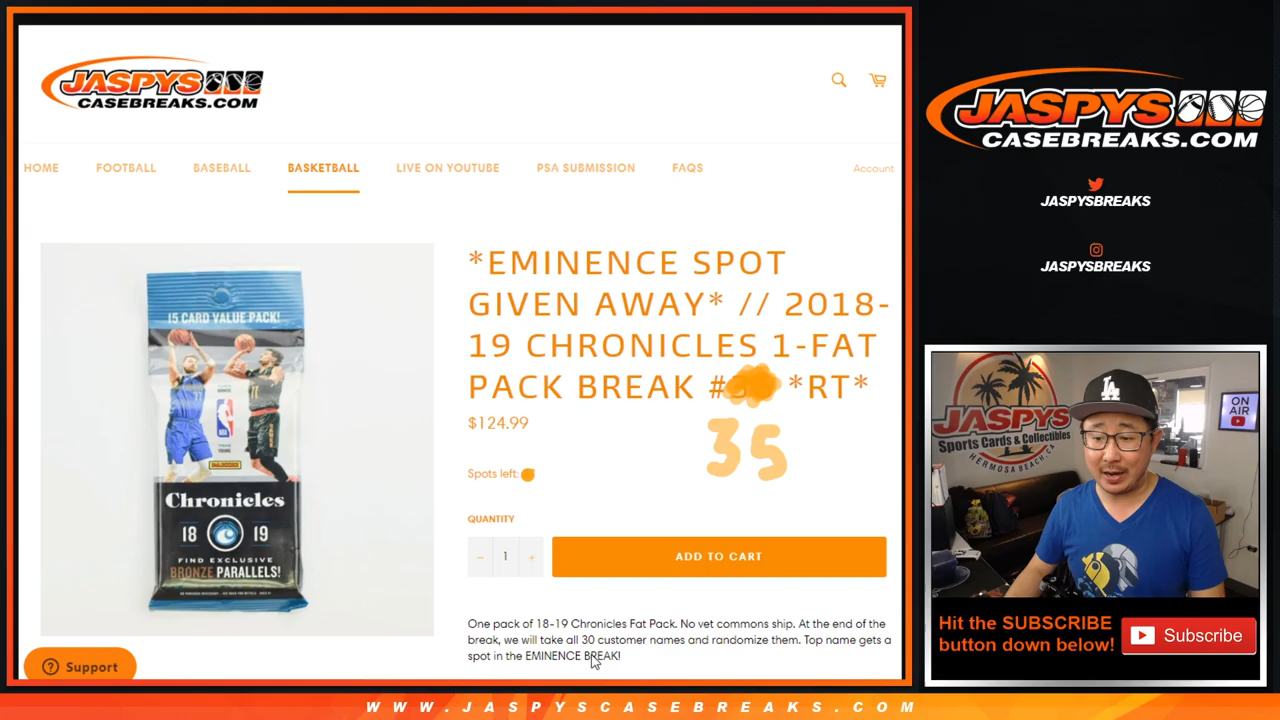 JASPYS
CASEBREAKS.COM
HOME
FOOTBALL
BASEBALL
BASKETBALL
LIVE ON YOUTUBE
PSA SUBMISSION
FAQS
Account
15 CARD VALUE PACK!
Chronicles
18 19
FIND EXCLUSIVE
BRONZE PARALLELS!
*EMINENCE SPOT
GIVEN AWAY* // 2018-
19 CHRONICLES 1-FAT
PACK BREAK # *RT*
35
$124.99
Spots left:
QUANTITY
− 1 +
ADD TO CART
One pack of 18-19 Chronicles Fat Pack. No vet commons ship. At the end of the
break, we will take all 30 customer names and randomize them. Top name gets a
spot in the EMINENCE BREAK!
? Support
JASPYS
CASEBREAKS.COM
JASPYSBREAKS
JASPYSBREAKS
JASPYS
Sports Cards & Collectibles
HERMOSA BEACH, CA
LA
ON
AIR
Hit the SUBSCRIBE
button down below!
Subscribe
WWW.JASPYSCASEBREAKS.COM